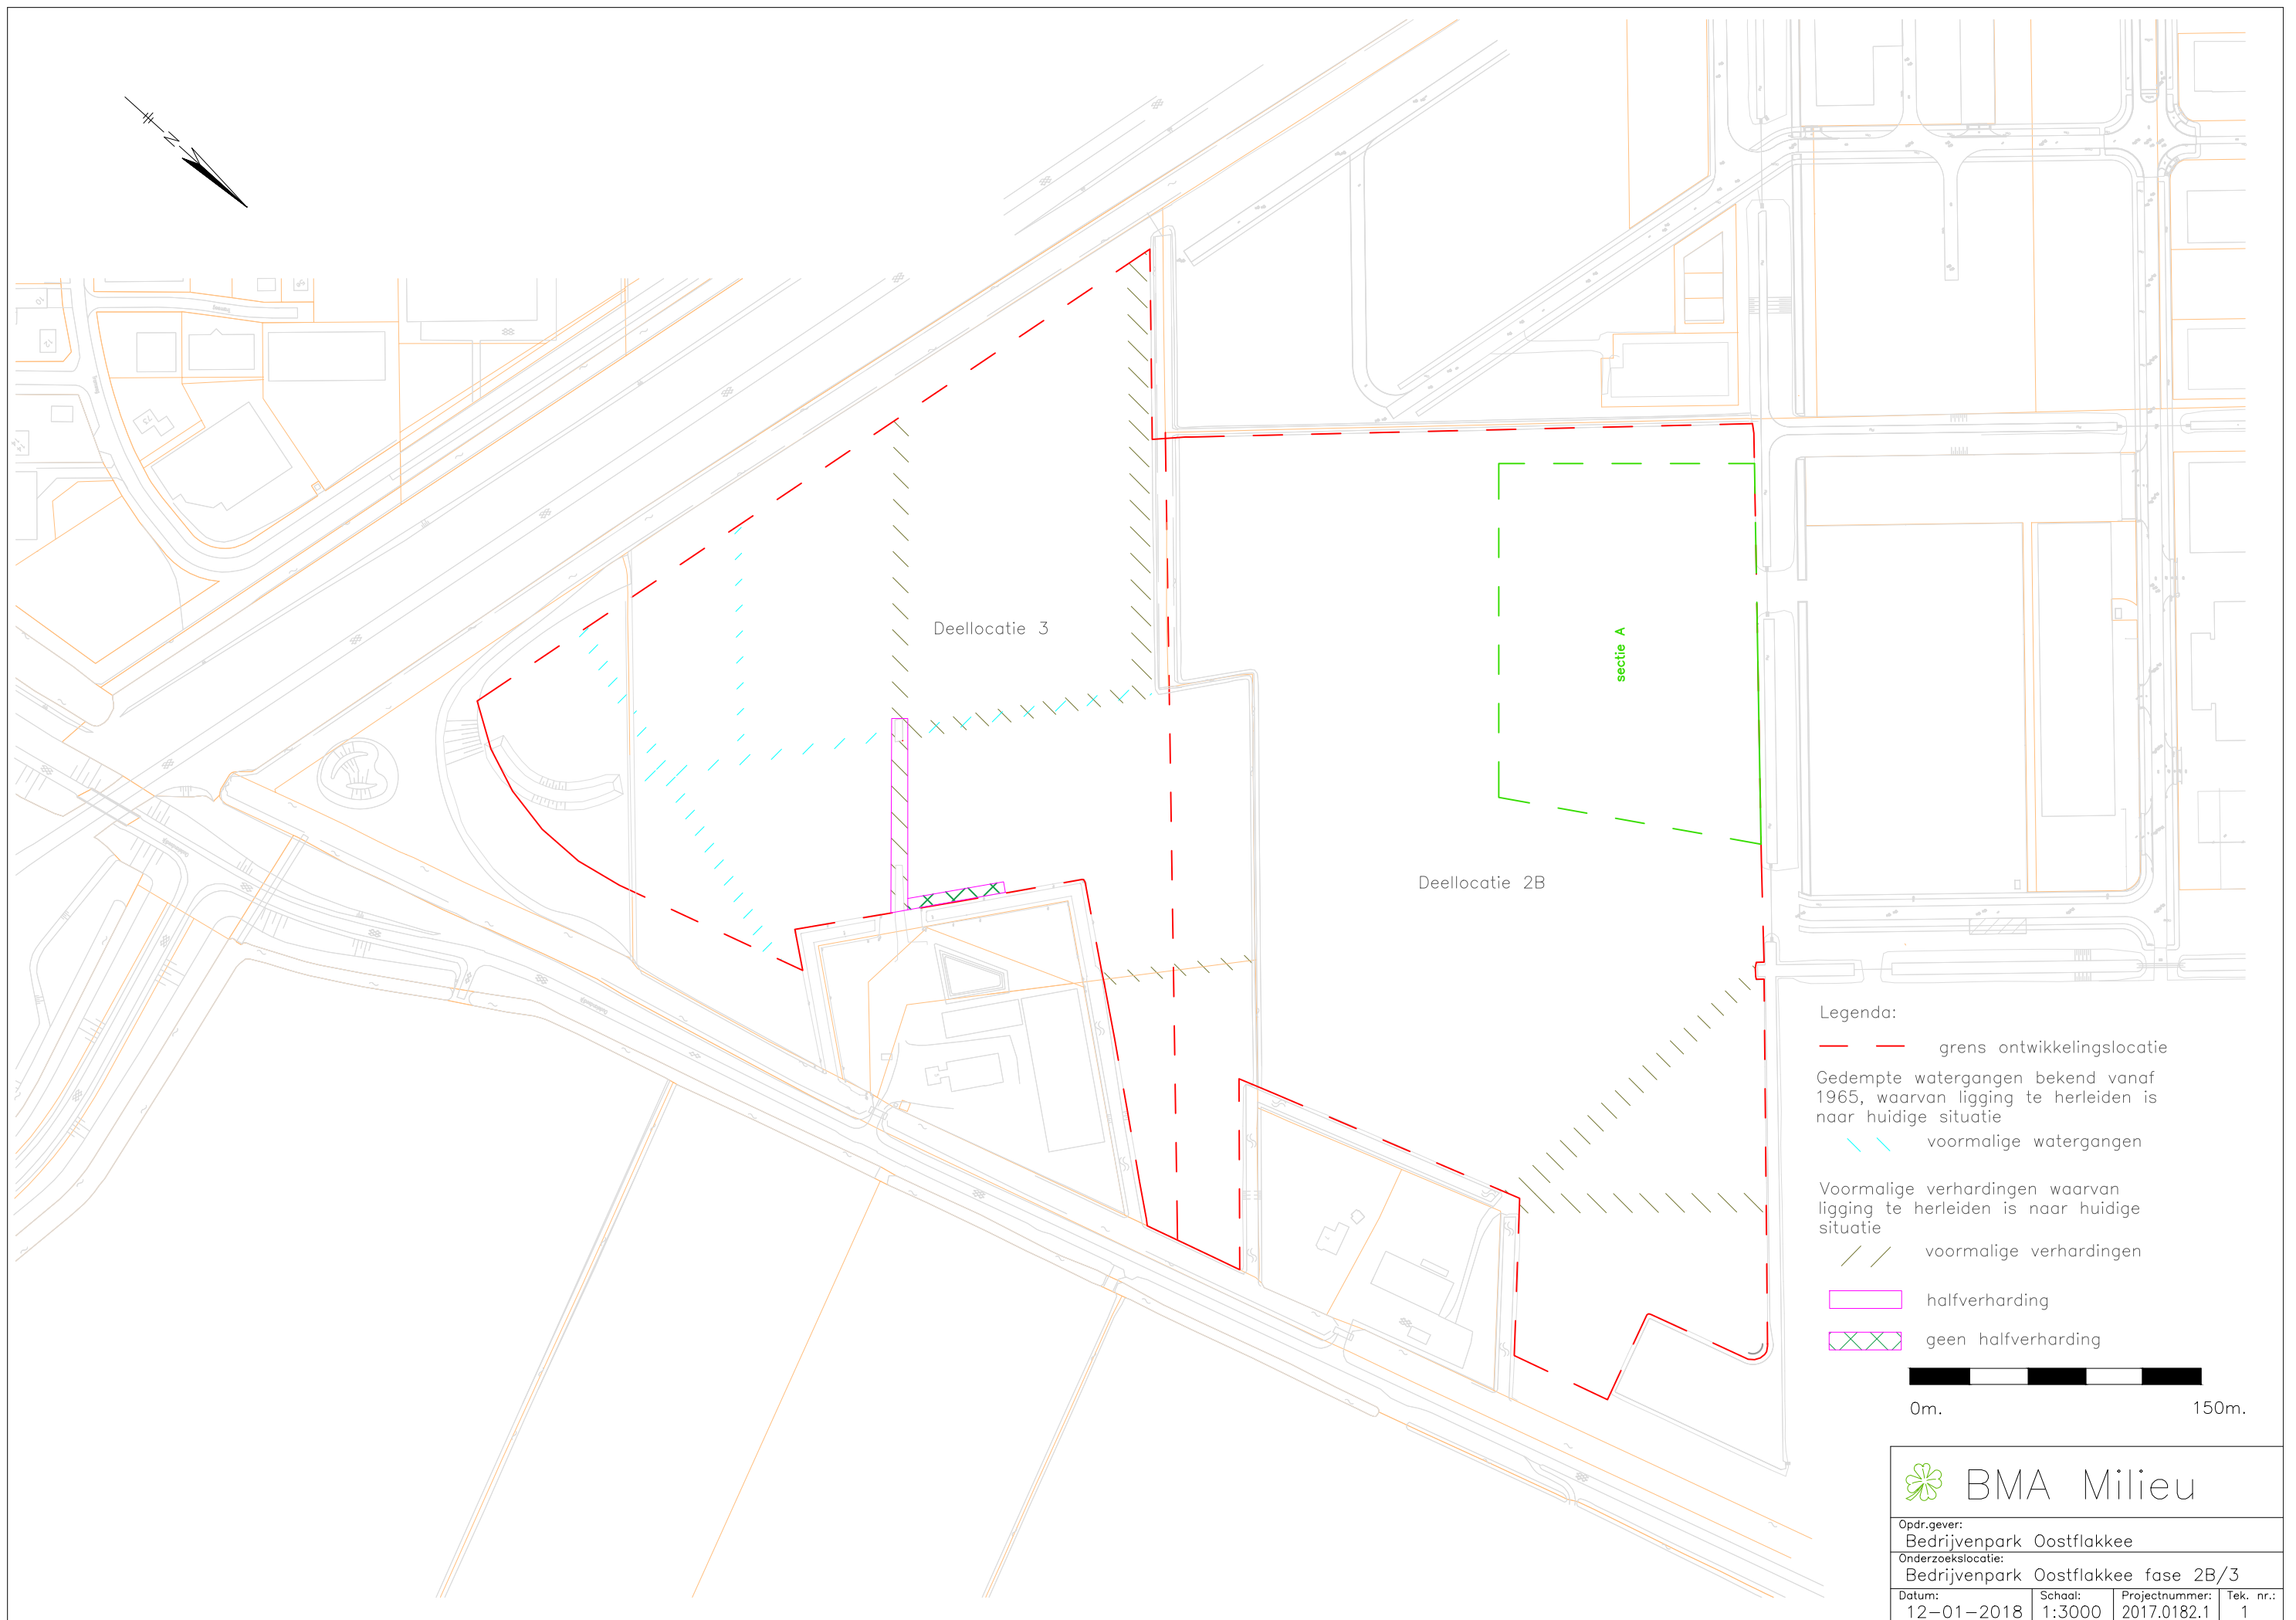 N
Deellocatie 3
sectie A
Deellocatie 2B
Legenda:
grens ontwikkelingslocatie
Gedempte watergangen bekend vanaf
1965, waarvan ligging te herleiden is
naar huidige situatie
voormalige watergangen
Voormalige verhardingen waarvan
ligging te herleiden is naar huidige
situatie
voormalige verhardingen
halfverharding
geen halfverharding
0m. 150m.
BMA Milieu
Opdr.gever:
Bedrijvenpark Oostflakkee
Onderzoekslocatie:
Bedrijvenpark Oostflakkee fase 2B/3
Datum: Schaal: Projectnummer: Tek. nr.:
12-01-2018 1:3000 2017.0182.1 1